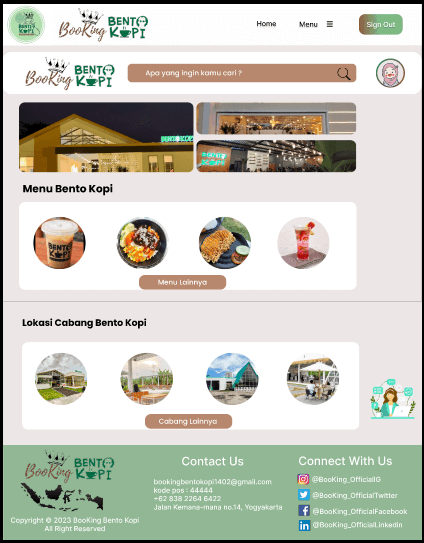 BooKing BENTO KOPI
Home
Menu
Sign Out
BooKing BENTO KOPI
Apa yang ingin kamu cari ?
Menu Bento Kopi
BENTO KOPI
Menu Lainnya
Lokasi Cabang Bento Kopi
Cabang Lainnya
BooKing BENTO KOPI
Copyright © 2023 BooKing Bento Kopi
All Right Reserved
Contact Us
bookingbentokopi1402@gmail.com
kode pos : 44444
+62 838 2264 6422
Jalan Kemana-mana no.14, Yogyakarta
Connect With Us
@BooKing_OfficialIG
@BooKing_OfficialTwitter
@BooKing_OfficialFacebook
@BooKing_OfficialLinkedin